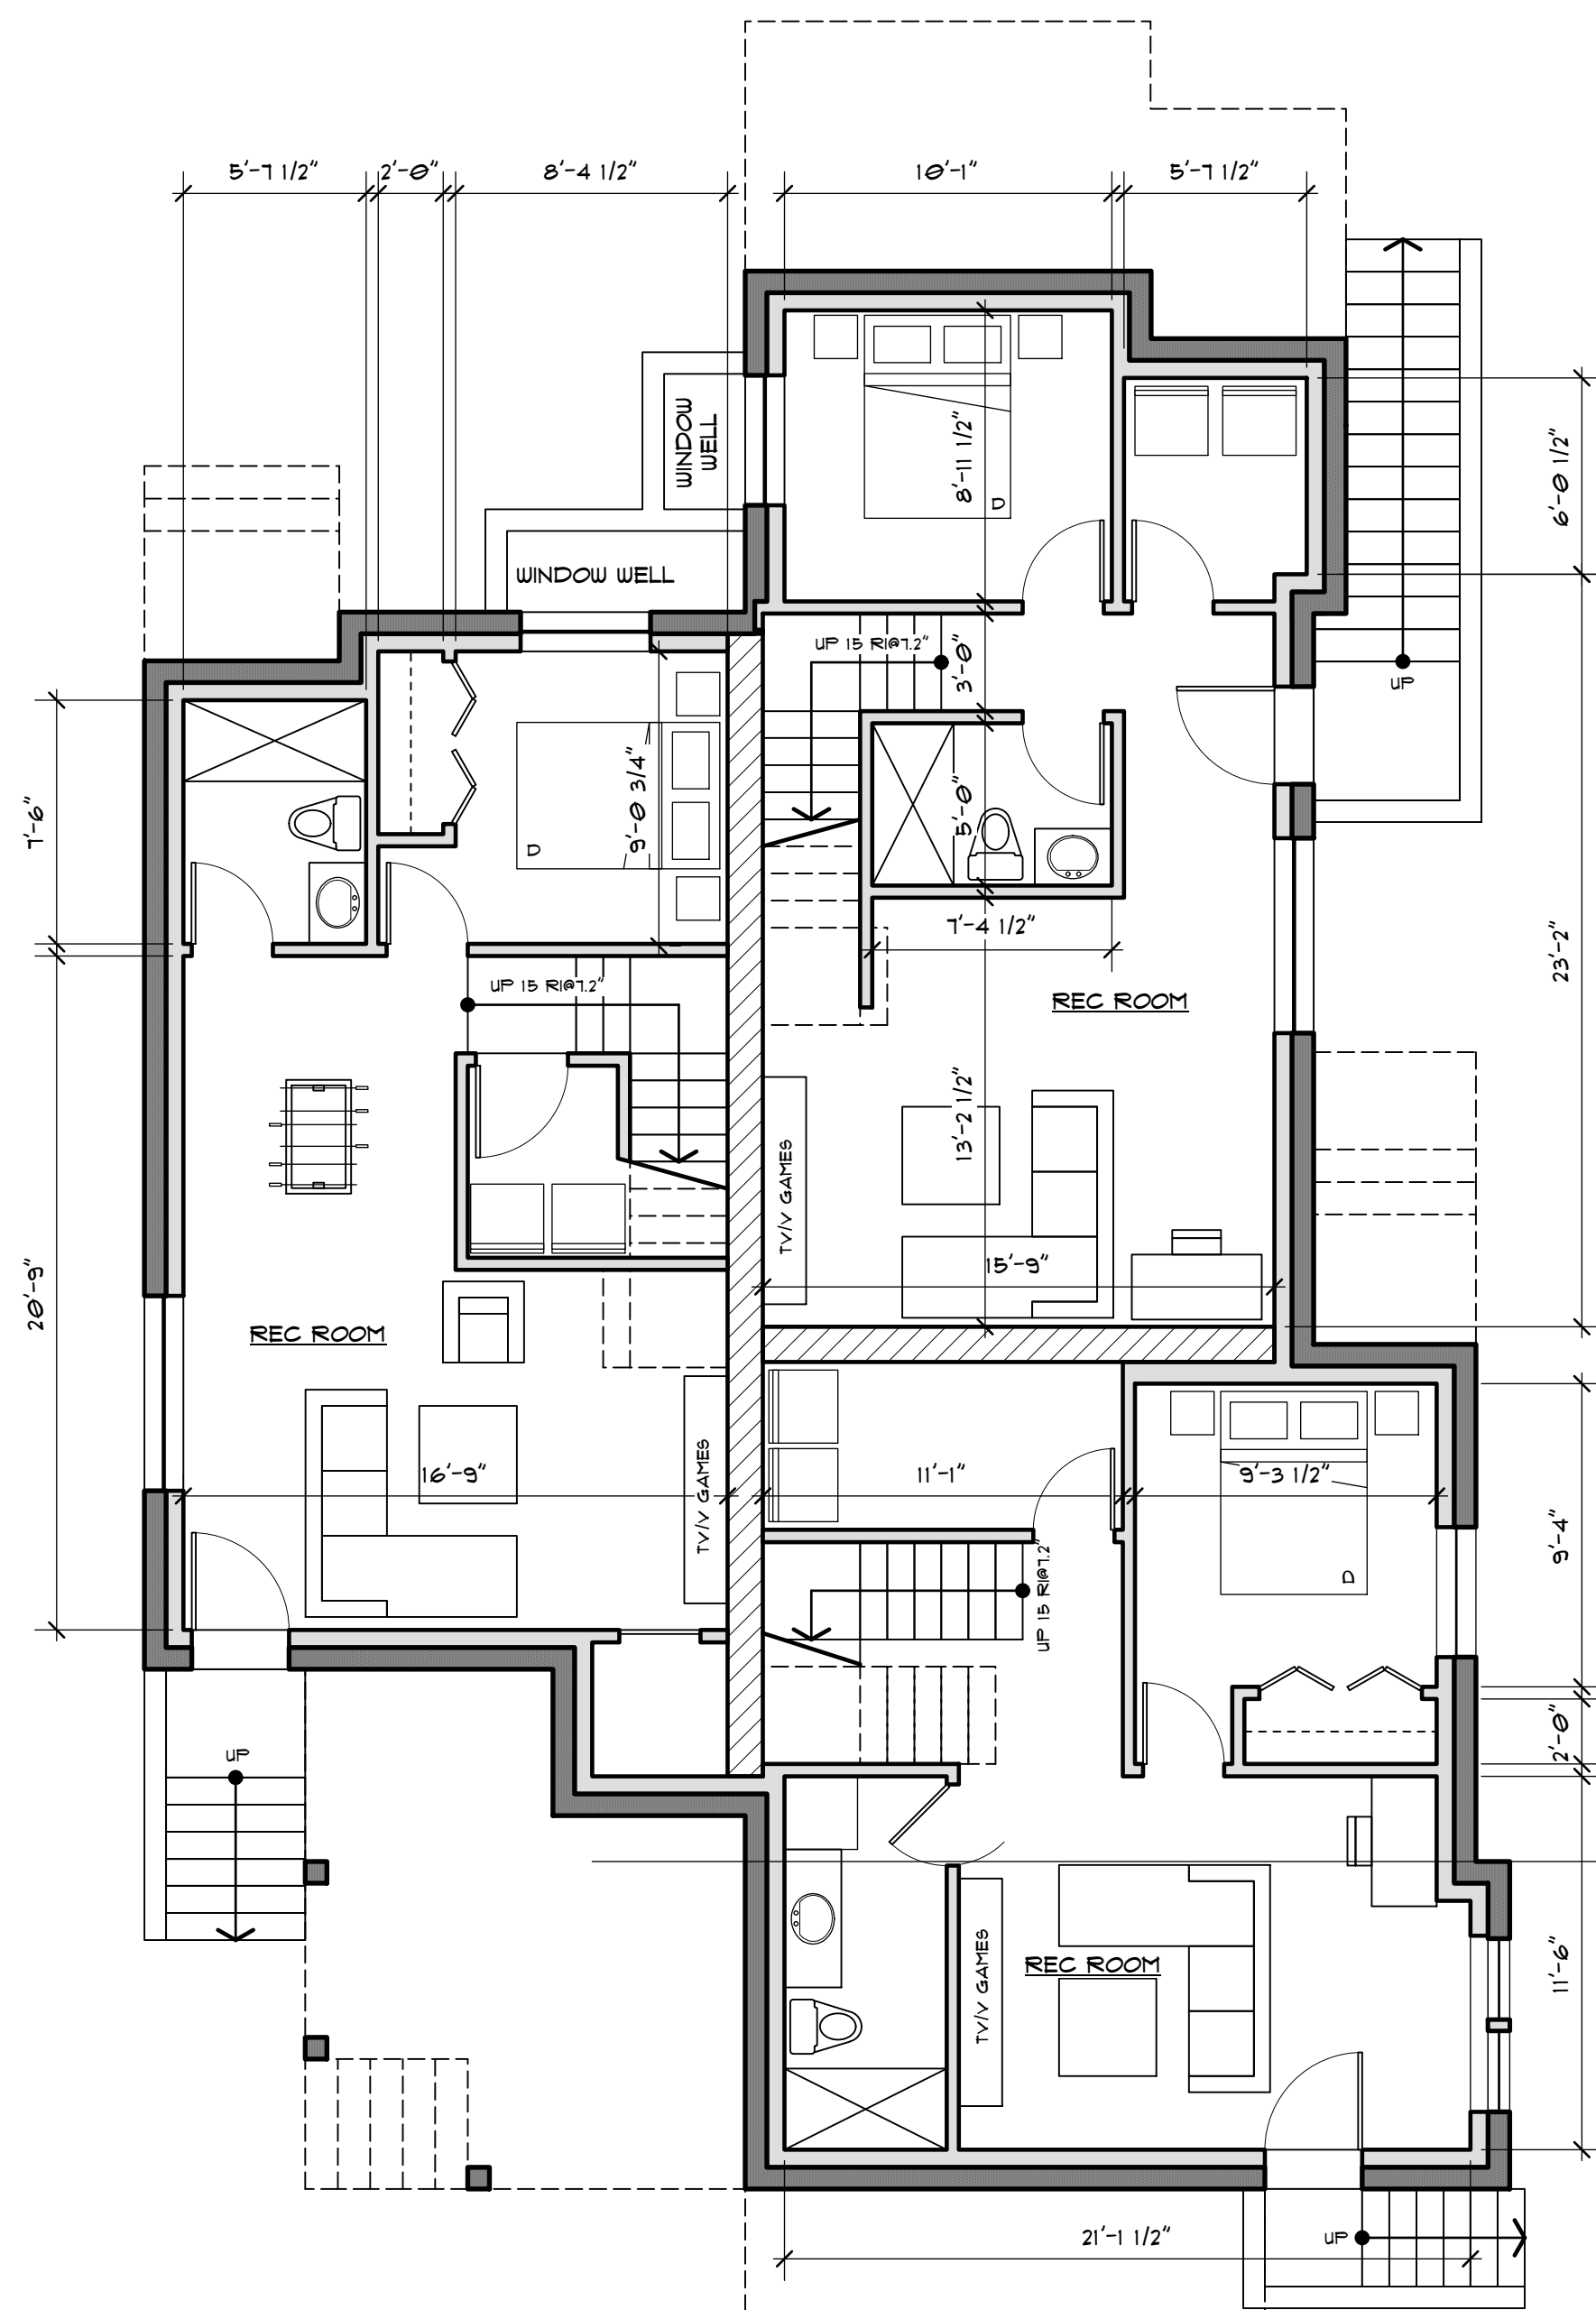 5'-7 1/2"
2'-0"
8'-4 1/2"
10'-1"
5'-7 1/2"
WINDOW
WELL
8'-11 1/2"
D
6'-0 1/2"
WINDOW WELL
UP 15 RI@7.2"
3'-0"
UP
7'-6"
9'-0 3/4"
D
5'-0"
7'-4 1/2"
23'-2"
UP 15 RI@7.2"
REC ROOM
13'-2 1/2"
TV/V GAMES
15'-9"
20'-9"
REC ROOM
16'-9"
TV/V GAMES
11'-1"
9'-3 1/2"
9'-4"
D
UP 15 RI@7.2"
2'-0"
UP
REC ROOM
TV/V GAMES
11'-6"
21'-1 1/2"
UP